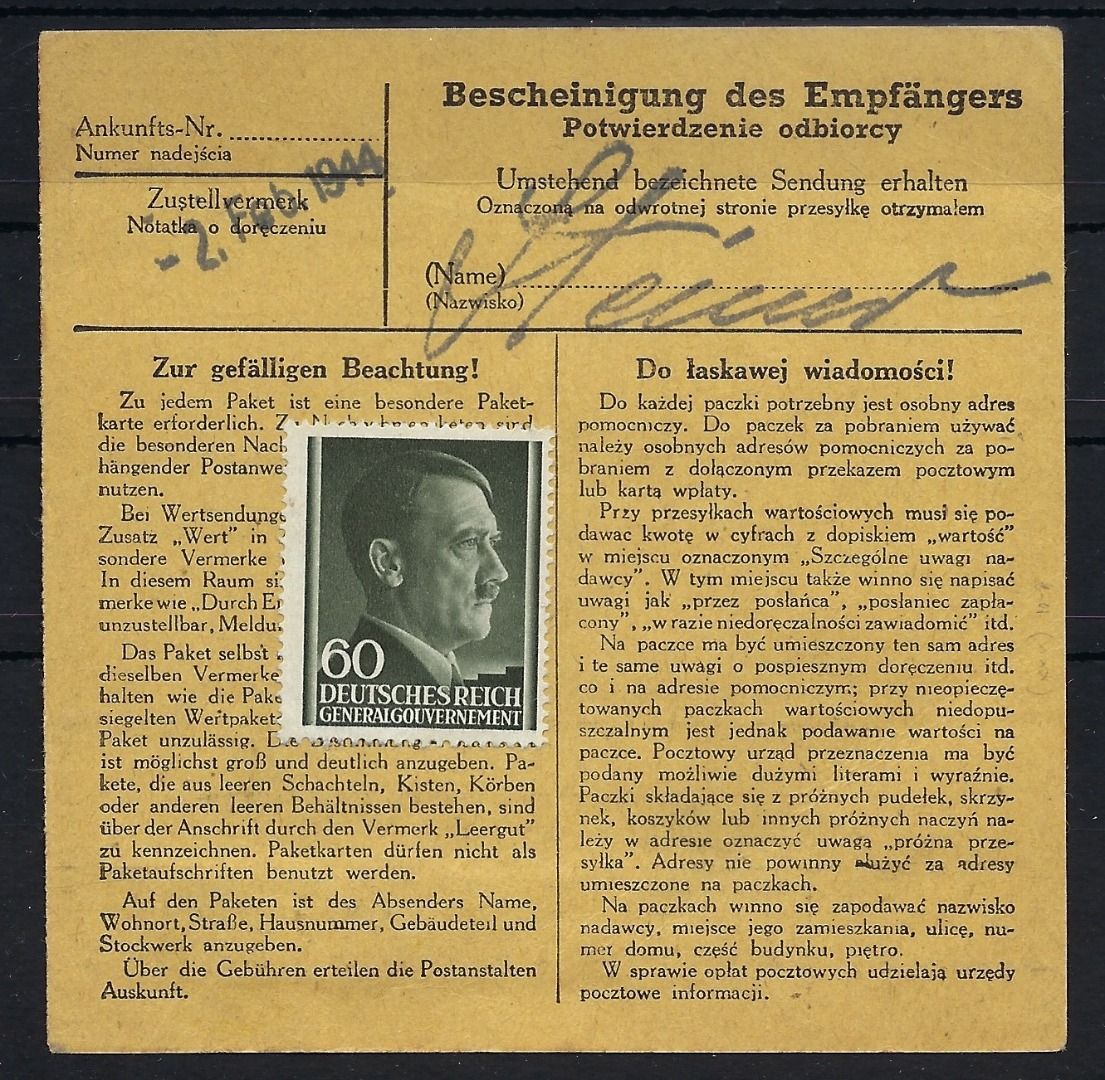 Bescheinigung des Empfängers
Potwierdzenie odbiorcy
Ankunfts-Nr.
Numer nadejścia
Zustellvermerk
Notatka o doręczeniu
- 2. Feb. 1944
Umstehend bezeichnete Sendung erhalten
Oznaczoną na odwrotnej stronie przesyłkę otrzymałem
(Name)
(Nazwisko)
Zur gefälligen Beachtung!
Zu jedem Paket ist eine besondere Paket-
karte erforderlich.
die besonderen
hängender
nutzen.
Bei
Zusatz „Wert" in
sondere Vermerke
In diesem Raum
merke wie „Durch
unzustellbar,
Das Paket selbst
dieselben Vermerke
halten wie die
siegelten
Paket unzulässig.
ist möglichst groß und deutlich anzugeben. Pa-
kete, die aus leeren Schachteln, Kisten, Körben
oder anderen leeren Behältnissen bestehen, sind
über der Anschrift durch den Vermerk „Leergut"
zu kennzeichnen. Paketkarten dürfen nicht als
Paketaufschriften benutzt werden.
Auf den Paketen ist des Absenders Name,
Wohnort, Straße, Hausnummer, Gebäudeteil und
Stockwerk anzugeben.
Über die Gebühren erteilen die Postanstalten
Auskunft.
60
DEUTSCHES REICH
GENERALGOUVERNEMENT
Do łaskawej wiadomości!
Do każdej paczki potrzebny jest osobny adres
pomocniczy. Do paczek za pobraniem używać
należy osobnych adresów pomocniczych za po-
braniem z dołączonym przekazem pocztowym
lub kartą wpłaty.
Przy przesyłkach wartościowych musi się po-
dawac kwotę w cyfrach z dopiskiem „wartość"
w miejscu oznaczonym „Szczególne uwagi na-
dawcy". W tym miejscu także winno się napisać
uwagi jak „przez posłańca", „posłaniec zapła-
cony", „w razie niedoręczalności zawiadomić" itd.
Na paczce ma być umieszczony ten sam adres
i te same uwagi o pospiesznym doręczeniu itd.
co i na adresie pomocniczym; przy nieopieczę-
towanych paczkach wartościowych niedopu-
szczalnym jest jednak podawanie wartości na
paczce. Pocztowy urząd przeznaczenia ma być
podany możliwie dużymi literami i wyraźnie.
Paczki składające się z próżnych pudełek, skrzy-
nek, koszyków lub innych próżnych naczyń na-
leży w adresie oznaczyć uwagą „próżna prze-
syłka". Adresy nie powinny służyć za adresy
umieszczone na paczkach.
Na paczkach winno się zapodawać nazwisko
nadawcy, miejsce jego zamieszkania, ulicę, nu-
mer domu, część budynku, piętro.
W sprawie opłat pocztowych udzielają urzędy
pocztowe informacji.